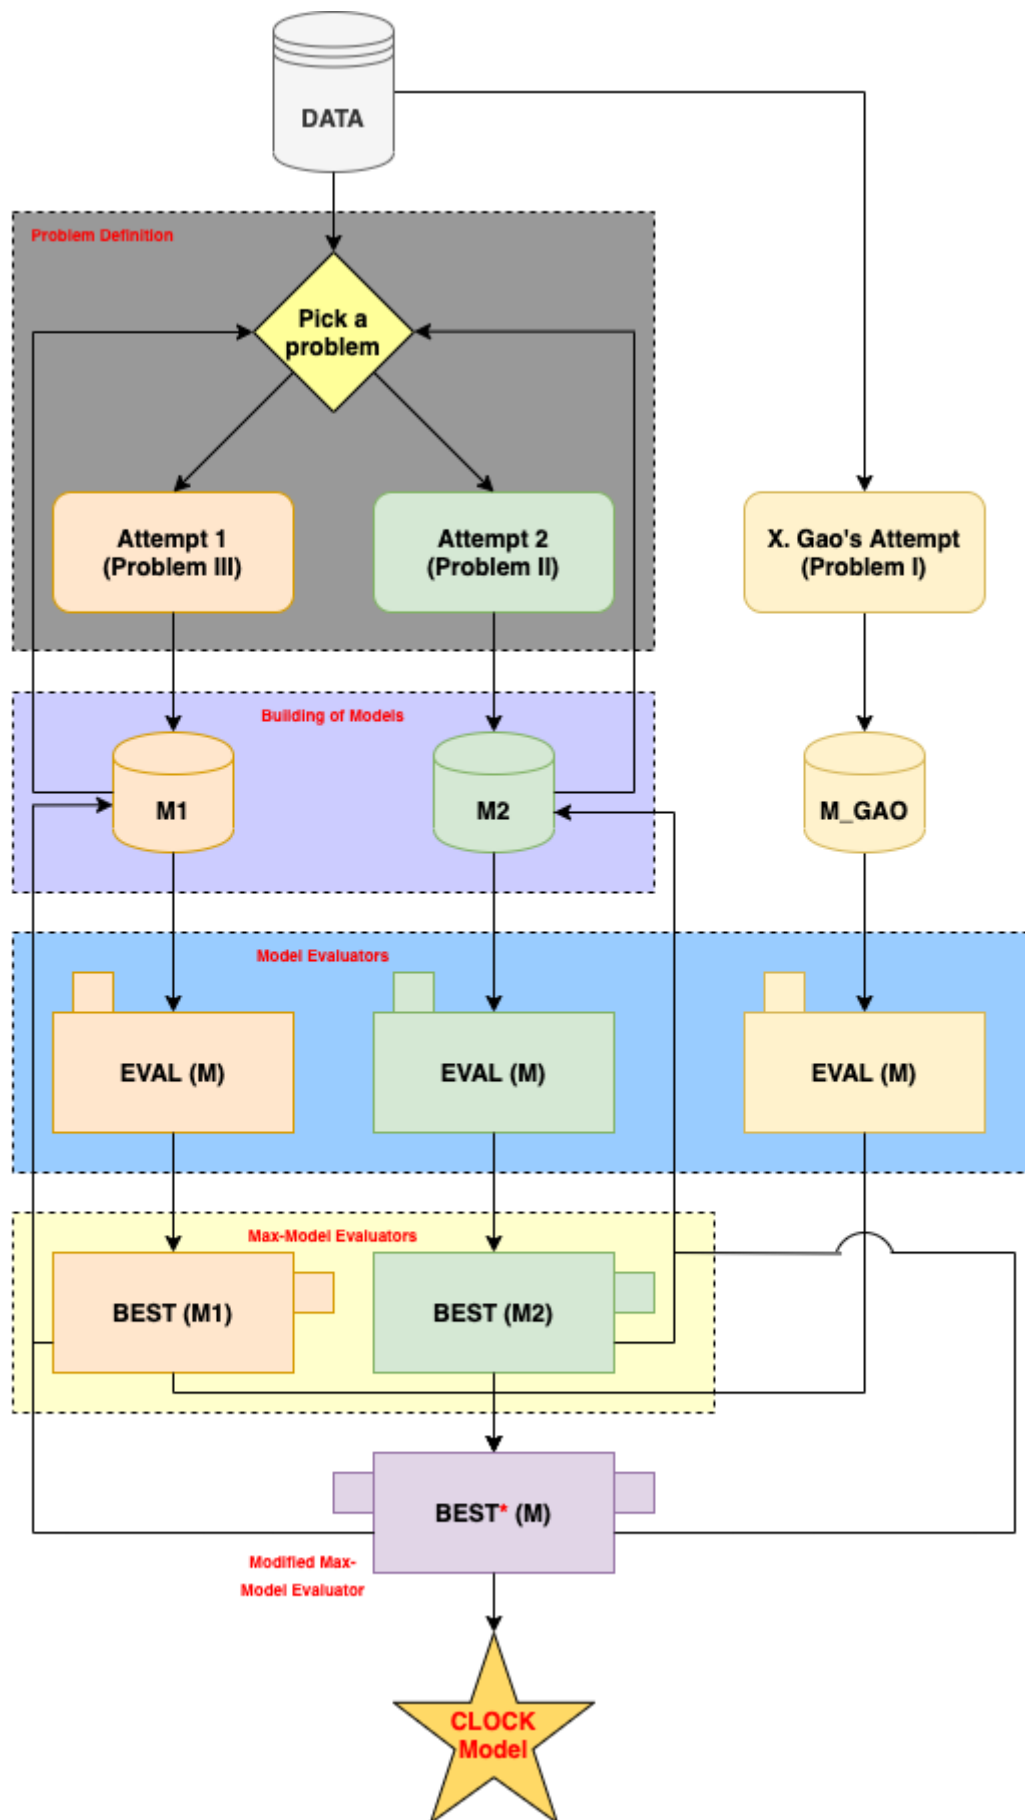 DATA
Problem Definition
Pick a
problem
Attempt 1
(Problem III)
Attempt 2
(Problem II)
X. Gao's Attempt
(Problem I)
Building of Models
M1
M2
M_GAO
Model Evaluators
EVAL (M)
EVAL (M)
EVAL (M)
Max-Model Evaluators
BEST (M1)
BEST (M2)
BEST* (M)
Modified Max-
Model Evaluator
CLOCK
Model